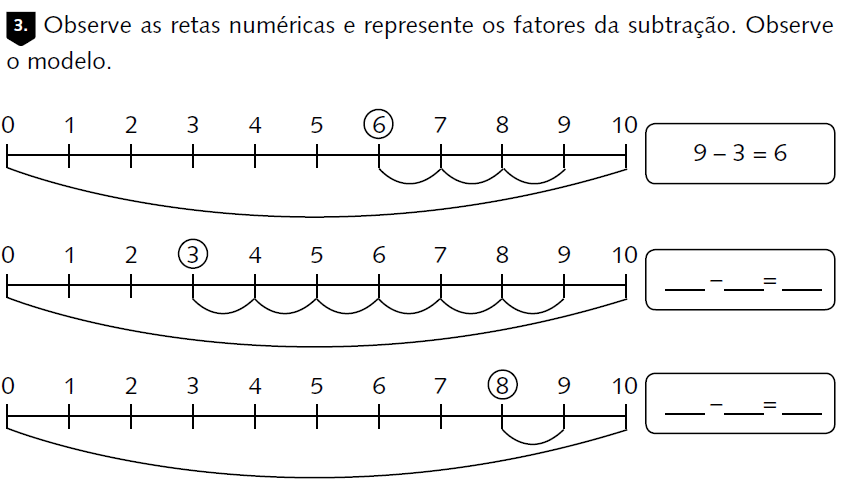 3. Observe as retas numéricas e represente os fatores da subtração. Observe
o modelo.
0 1 2 3 4 5 6 7 8 9 10
9 – 3 = 6
0 1 2 3 4 5 6 7 8 9 10
___ –___= ___
0 1 2 3 4 5 6 7 8 9 10
___ –___= ___